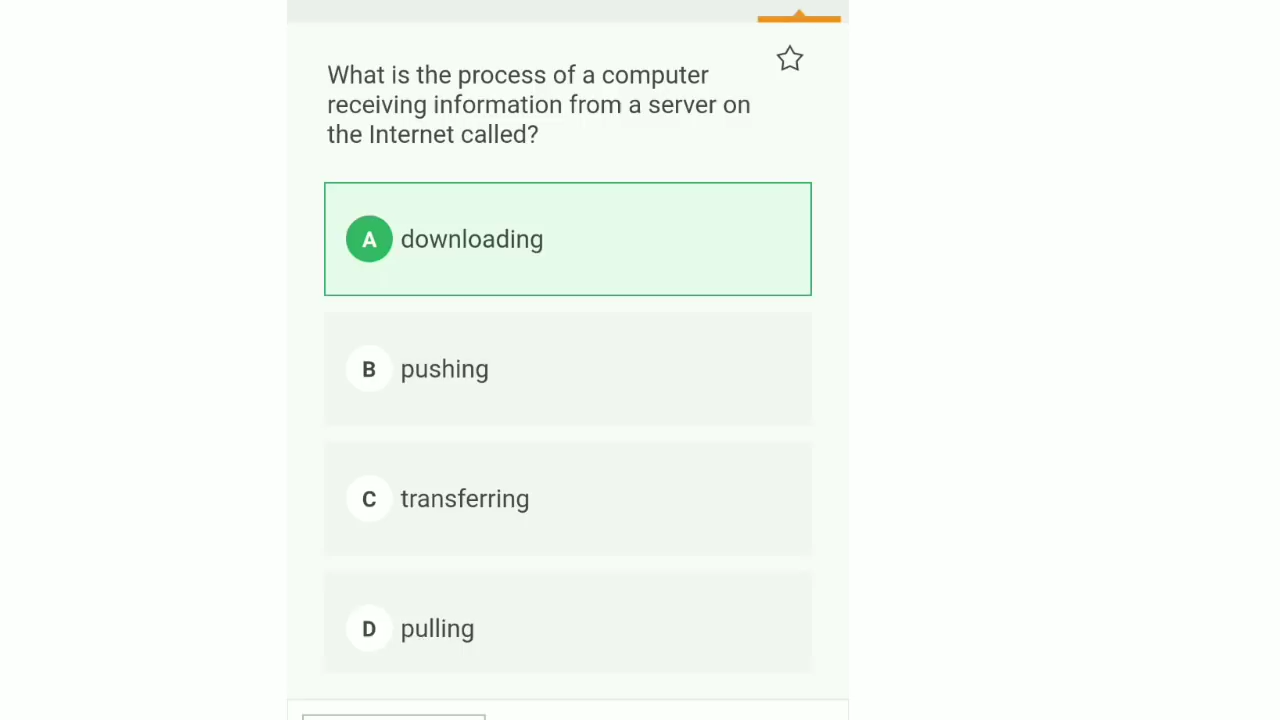 What is the process of a computer
receiving information from a server on
the Internet called?
A downloading
B pushing
C transferring
D pulling